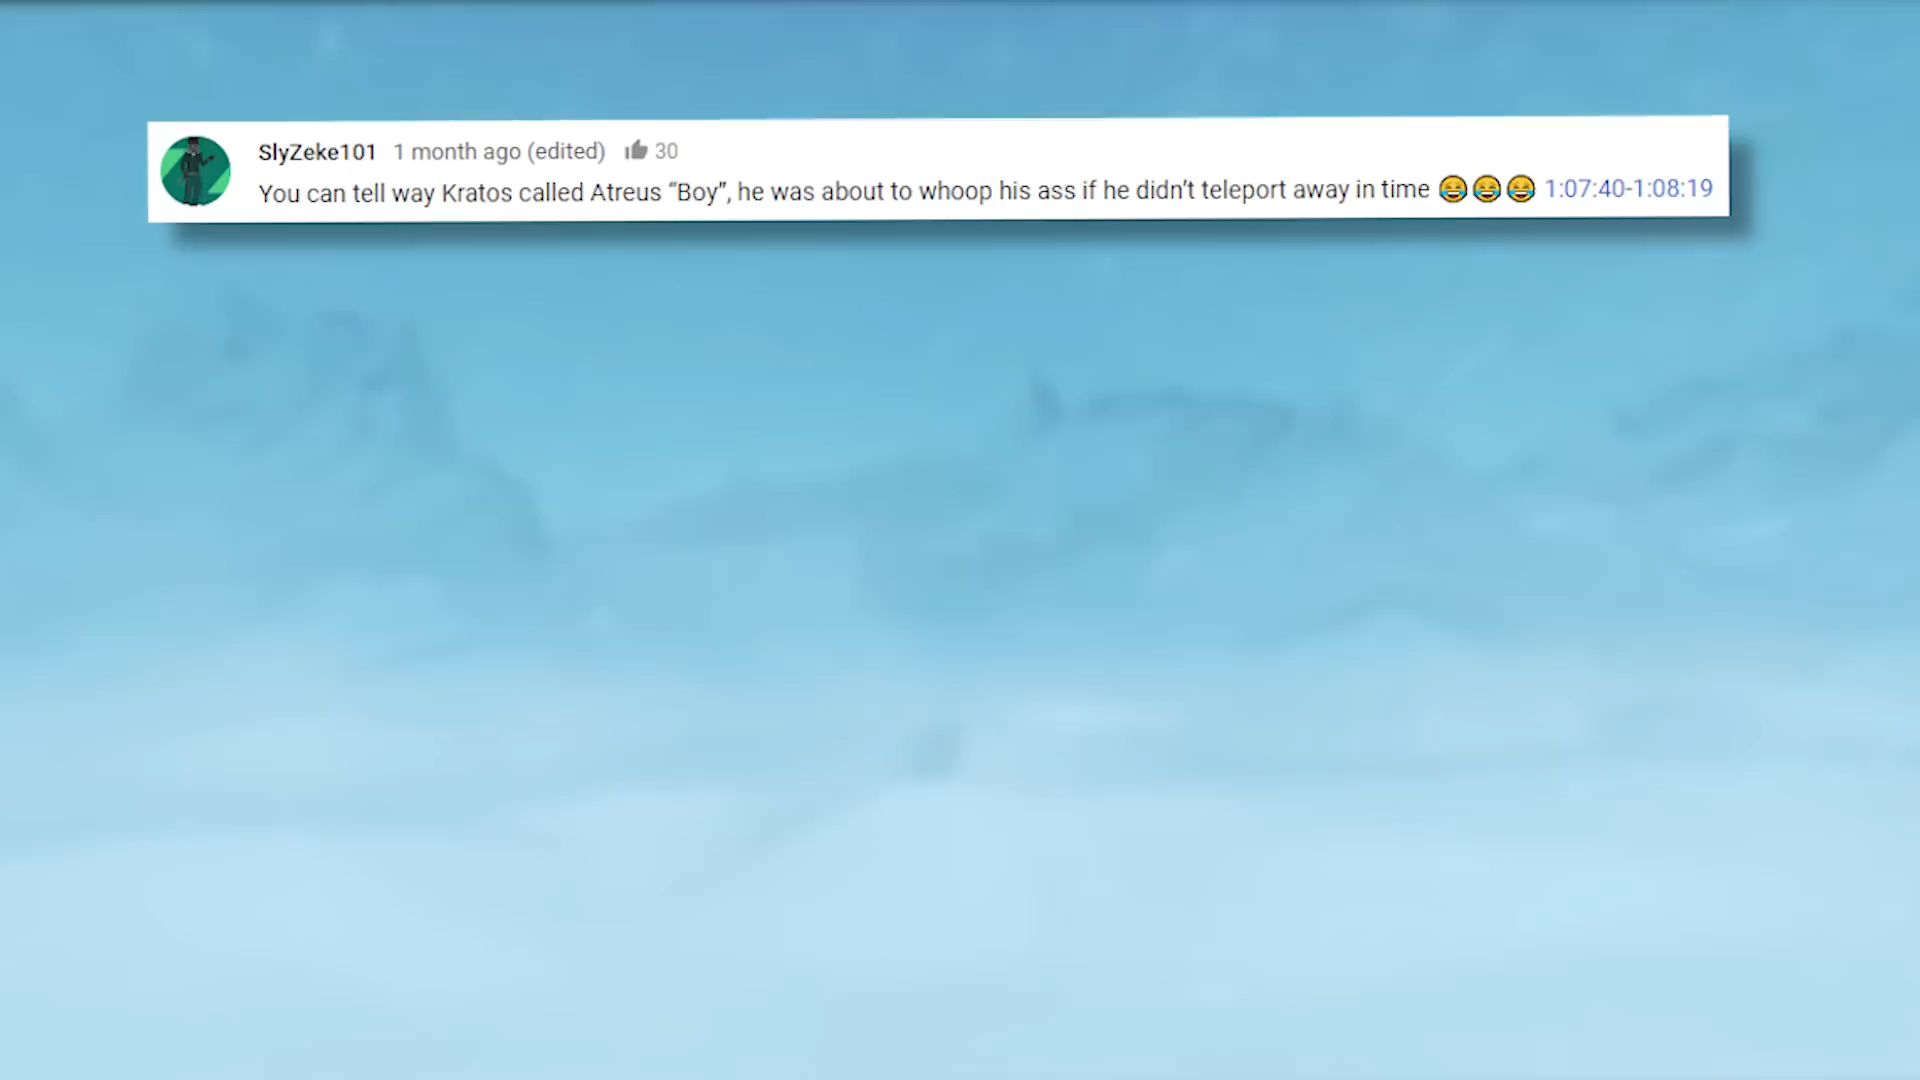 SlyZeke101 1 month ago (edited) 30
You can tell way Kratos called Atreus “Boy”, he was about to whoop his ass if he didn’t teleport away in time 😂😂😂 1:07:40-1:08:19